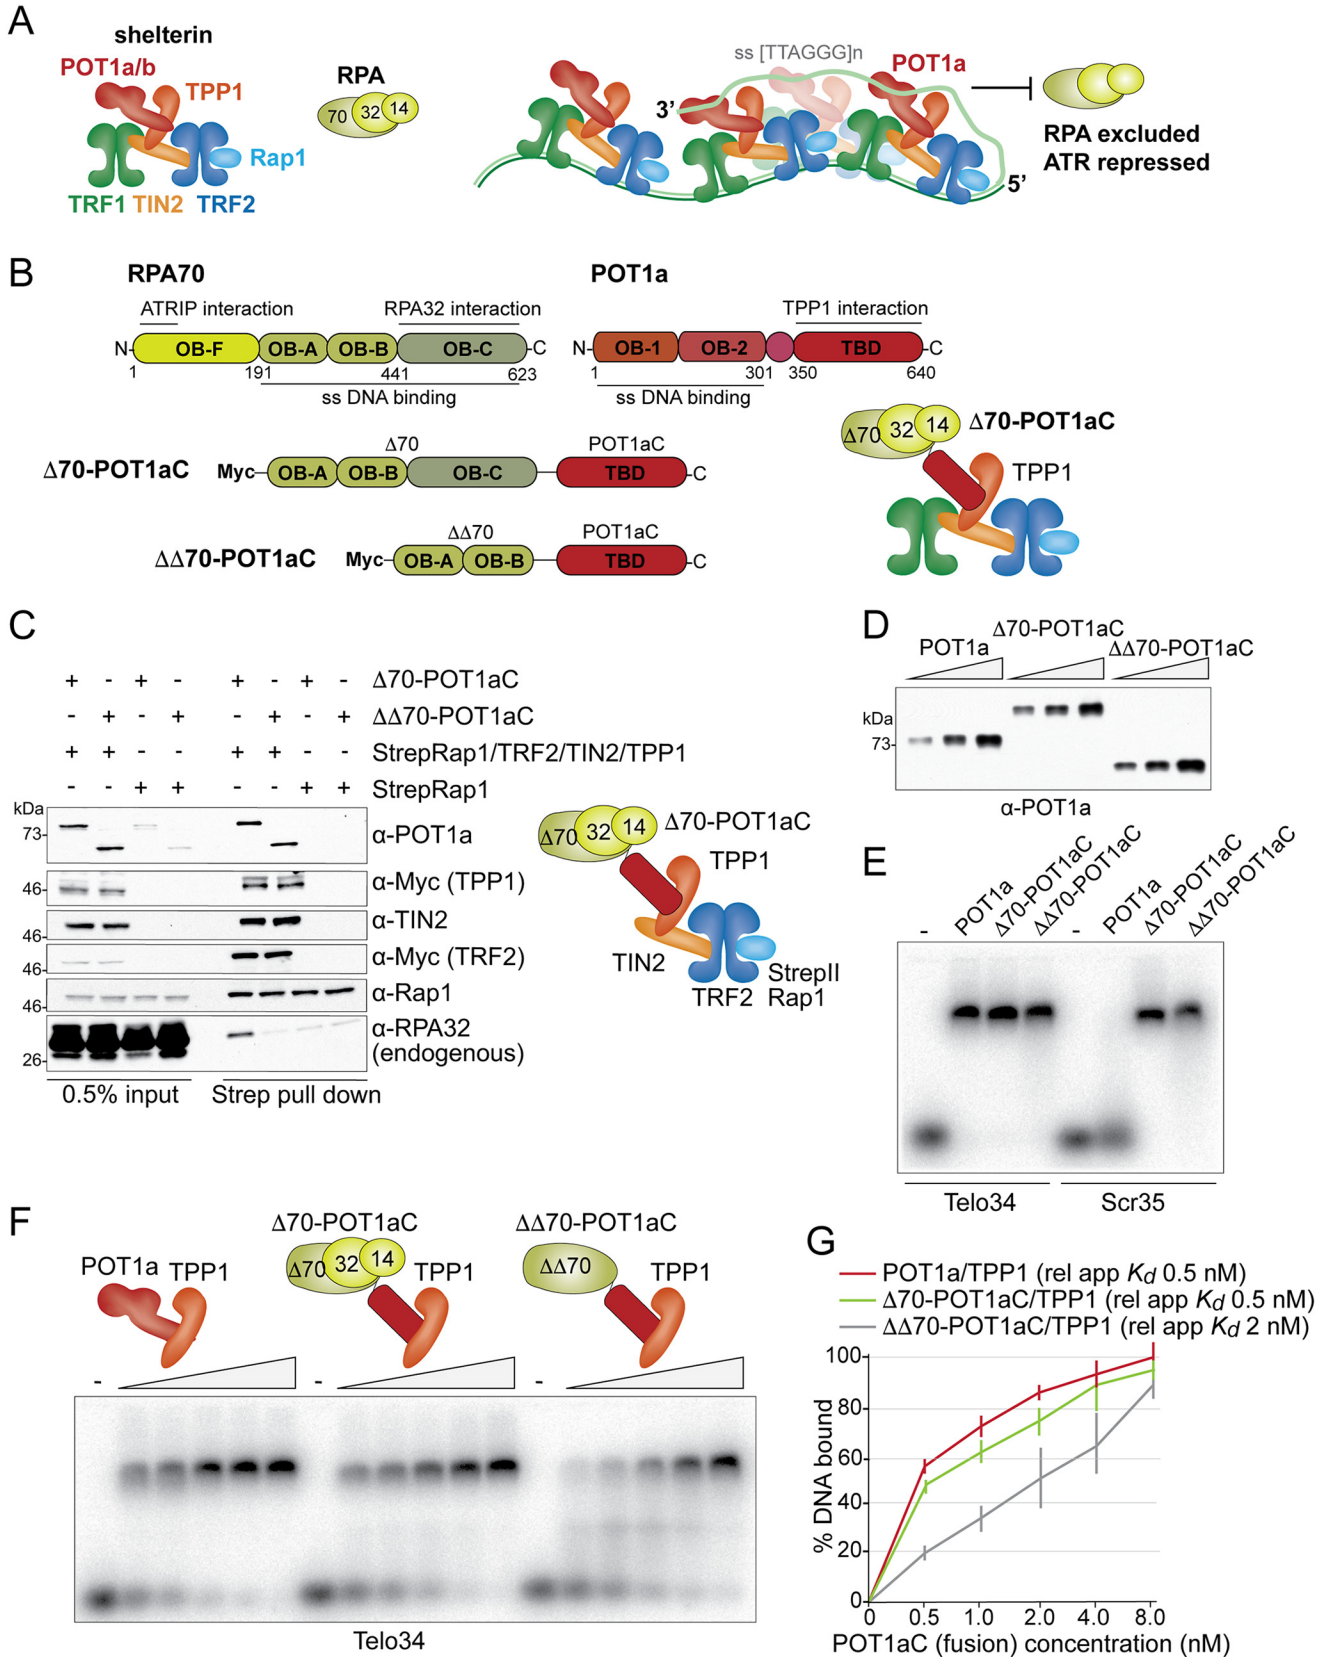 A
shelterin
POT1a/b
TPP1
Rap1
TRF1 TIN2 TRF2
RPA
70 32 14
ss [TTAGGG]n
POT1a
3’
5’
RPA excluded
ATR repressed
B
RPA70
ATRIP interaction
RPA32 interaction
N- OB-F OB-A OB-B OB-C -C
1 191 441 623
ss DNA binding
POT1a
TPP1 interaction
N- OB-1 OB-2 TBD -C
1 301 350 640
ss DNA binding
Δ70 POT1aC
Δ70-POT1aC Myc- OB-A OB-B OB-C TBD -C
ΔΔ70 POT1aC
ΔΔ70-POT1aC Myc- OB-A OB-B TBD -C
Δ70 32 14 Δ70-POT1aC
TPP1
C
+ - + - + - + - Δ70-POT1aC
- + - + - + - + ΔΔ70-POT1aC
+ + - - + + - - StrepRap1/TRF2/TIN2/TPP1
- - + + - - + + StrepRap1
kDa
73- α-POT1a
46- α-Myc (TPP1)
46- α-TIN2
46- α-Myc (TRF2)
46- α-Rap1
α-RPA32
26- (endogenous)
0.5% input Strep pull down
Δ70 32 14 Δ70-POT1aC
TPP1
TIN2
TRF2
StrepII
Rap1
D
POT1a Δ70-POT1aC ΔΔ70-POT1aC
kDa
73-
α-POT1a
E
- POT1a Δ70-POT1aC ΔΔ70-POT1aC - POT1a Δ70-POT1aC ΔΔ70-POT1aC
Telo34 Scr35
F
POT1a TPP1
Δ70-POT1aC
Δ70 32 14 TPP1
ΔΔ70-POT1aC
ΔΔ70 TPP1
- - -
Telo34
G
POT1a/TPP1 (rel app Kd 0.5 nM)
Δ70-POT1aC/TPP1 (rel app Kd 0.5 nM)
ΔΔ70-POT1aC/TPP1 (rel app Kd 2 nM)
% DNA bound
100
80
60
40
20
0
0 0.5 1.0 2.0 4.0 8.0
POT1aC (fusion) concentration (nM)